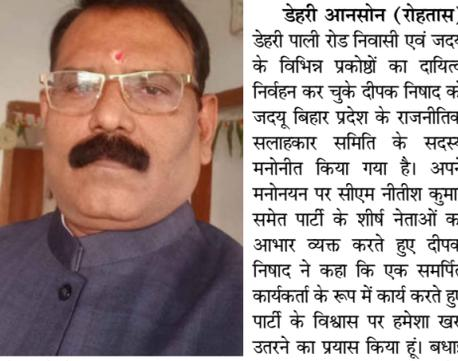 डेहरी आनसोन (रोहतास)
डेहरी पाली रोड निवासी एवं जदयू
के विभिन्न प्रकोष्ठों का दायित्व
निर्वहन कर चुके दीपक निषाद को
जदयू बिहार प्रदेश के राजनीतिक
सलाहकार समिति के सदस्य
मनोनीत किया गया है। अपने
मनोनयन पर सीएम नीतीश कुमा
समेत पार्टी के शीर्ष नेताओं का
आभार व्यक्त करते हुए दीपक
निषाद ने कहा कि एक समर्पित
कार्यकर्ता के रूप में कार्य करते हुए
पार्टी के विश्वास पर हमेशा खरा
उतरने का प्रयास किया हूं। बधाई